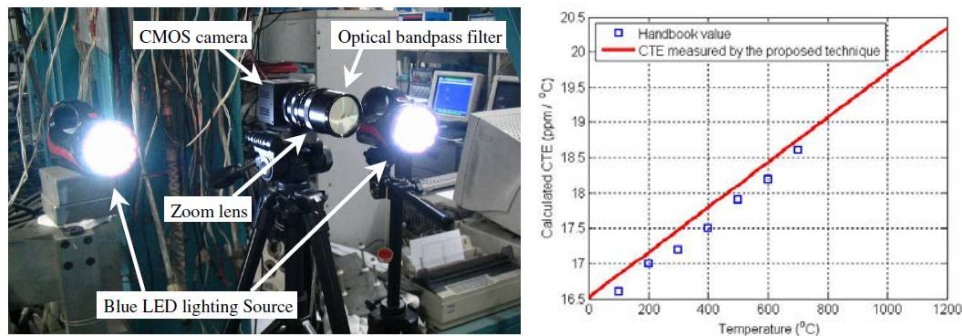 CMOS camera
Optical bandpass filter
Zoom lens
Blue LED lighting Source
Handbook value
CTE measured by the proposed technique
Calculated CTE (ppm / °C)
20.5
20
19.5
19
18.5
18
17.5
17
16.5
0
200
400
600
800
1000
1200
Temperature (°C)